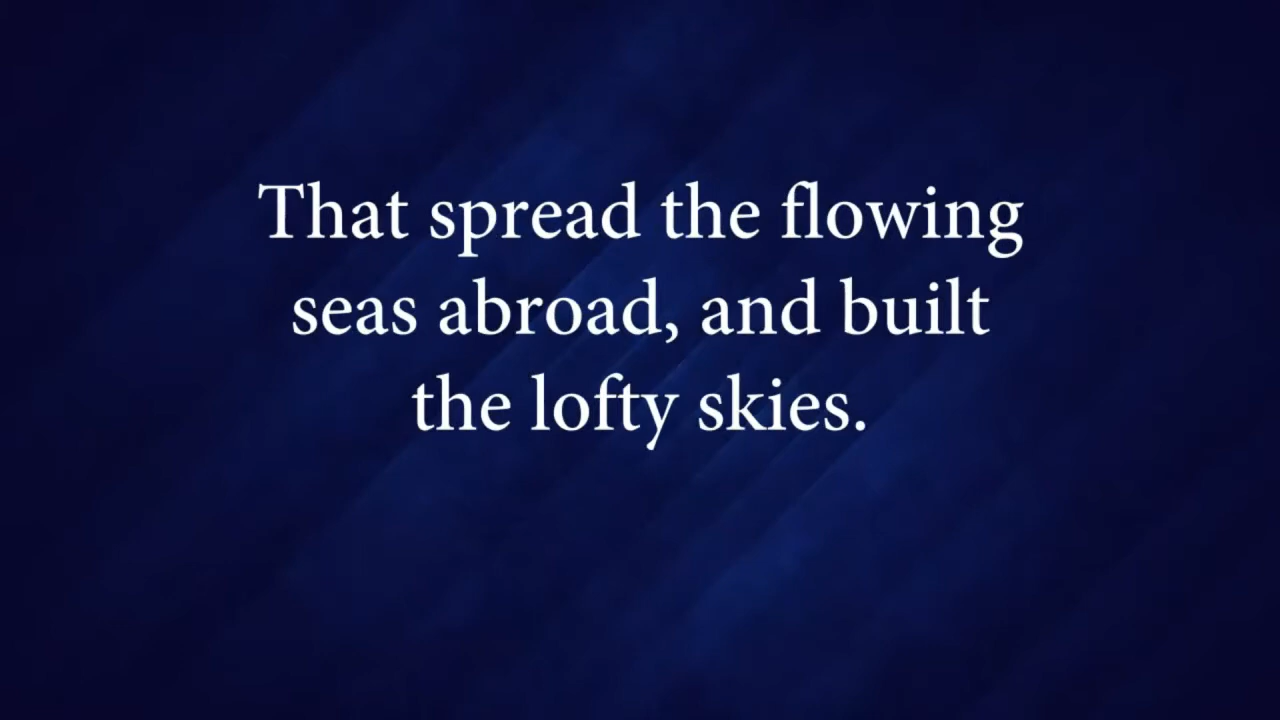 That spread the flowing
seas abroad, and built
the lofty skies.